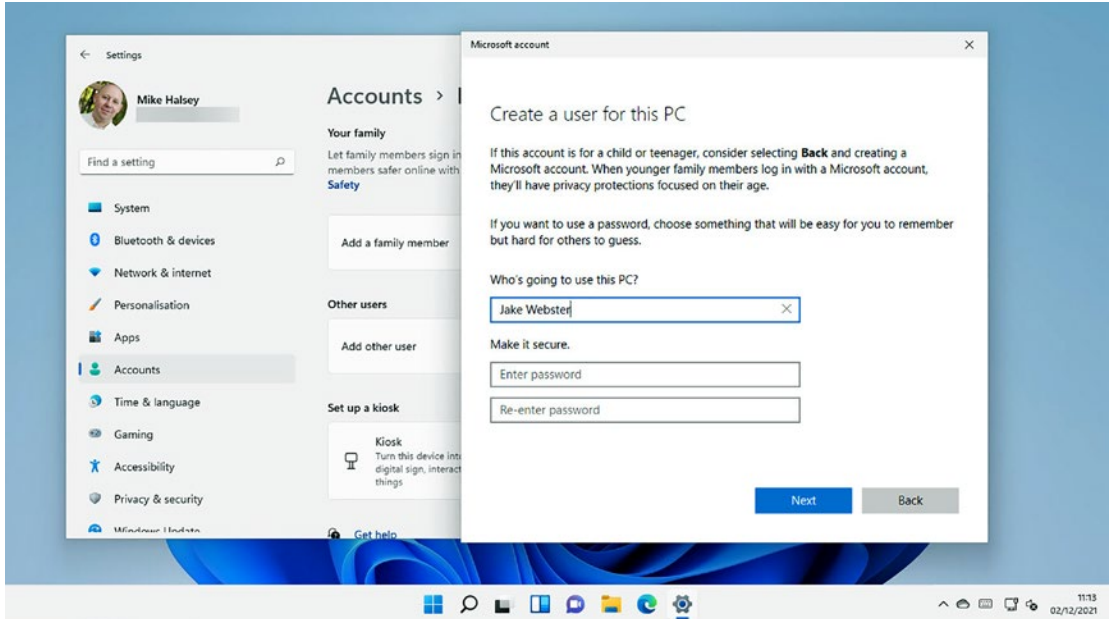 Settings
Mike Halsey
Find a setting
System
Bluetooth & devices
Network & internet
Personalisation
Apps
Accounts
Time & language
Gaming
Accessibility
Privacy & security
Windows Update
Accounts >
Your family
Let family members sign in
members safer online with
Safety
Add a family member
Other users
Add other user
Set up a kiosk
Kiosk
Turn this device into
digital sign, interact
things
Get help
Microsoft account
Create a user for this PC
If this account is for a child or teenager, consider selecting Back and creating a
Microsoft account. When younger family members log in with a Microsoft account,
they'll have privacy protections focused on their age.
If you want to use a password, choose something that will be easy for you to remember
but hard for others to guess.
Who's going to use this PC?
Jake Webster
Make it secure.
Enter password
Re-enter password
Next
Back
11:13
02/12/2021